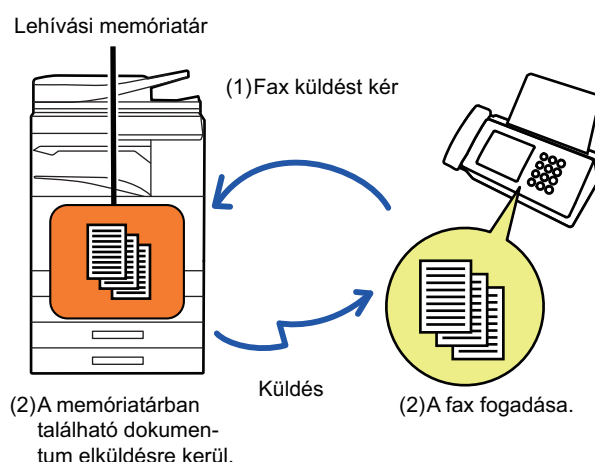 Lehívási memóriatár
(1)Fax küldést kér
Küldés
(2)A memóriatárban
található dokumen-
tum elküldésre kerül.
(2)A fax fogadása.